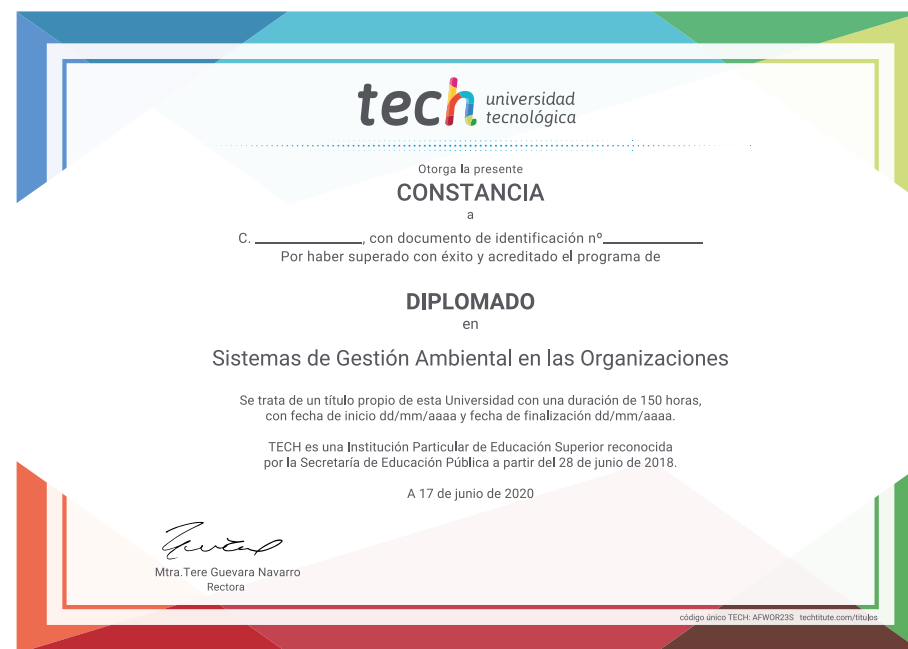 tech universidad
tecnológica
Otorga la presente
CONSTANCIA
a
C. ____________, con documento de identificación nº____________
Por haber superado con éxito y acreditado el programa de
DIPLOMADO
en
Sistemas de Gestión Ambiental en las Organizaciones
Se trata de un título propio de esta Universidad con una duración de 150 horas,
con fecha de inicio dd/mm/aaaa y fecha de finalización dd/mm/aaaa.
TECH es una Institución Particular de Educación Superior reconocida
por la Secretaría de Educación Pública a partir del 28 de junio de 2018.
A 17 de junio de 2020
Mtra.Tere Guevara Navarro
Rectora
código único TECH: AFWOR23S techtitute.com/titulos